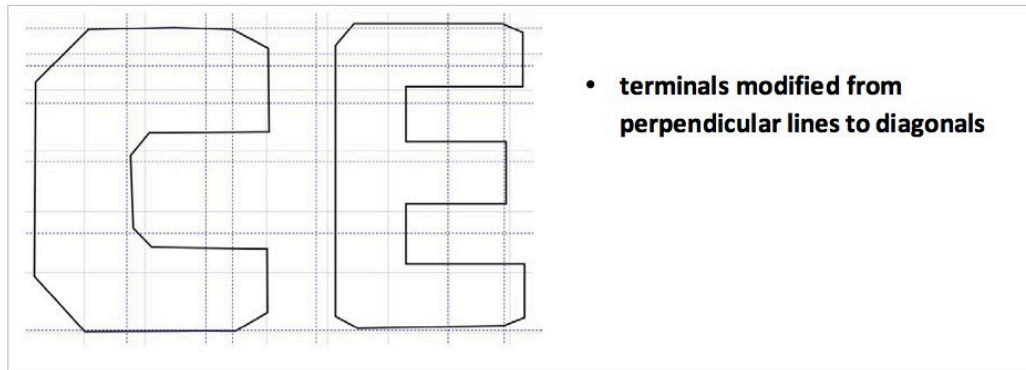 C E
• terminals modified from
perpendicular lines to diagonals